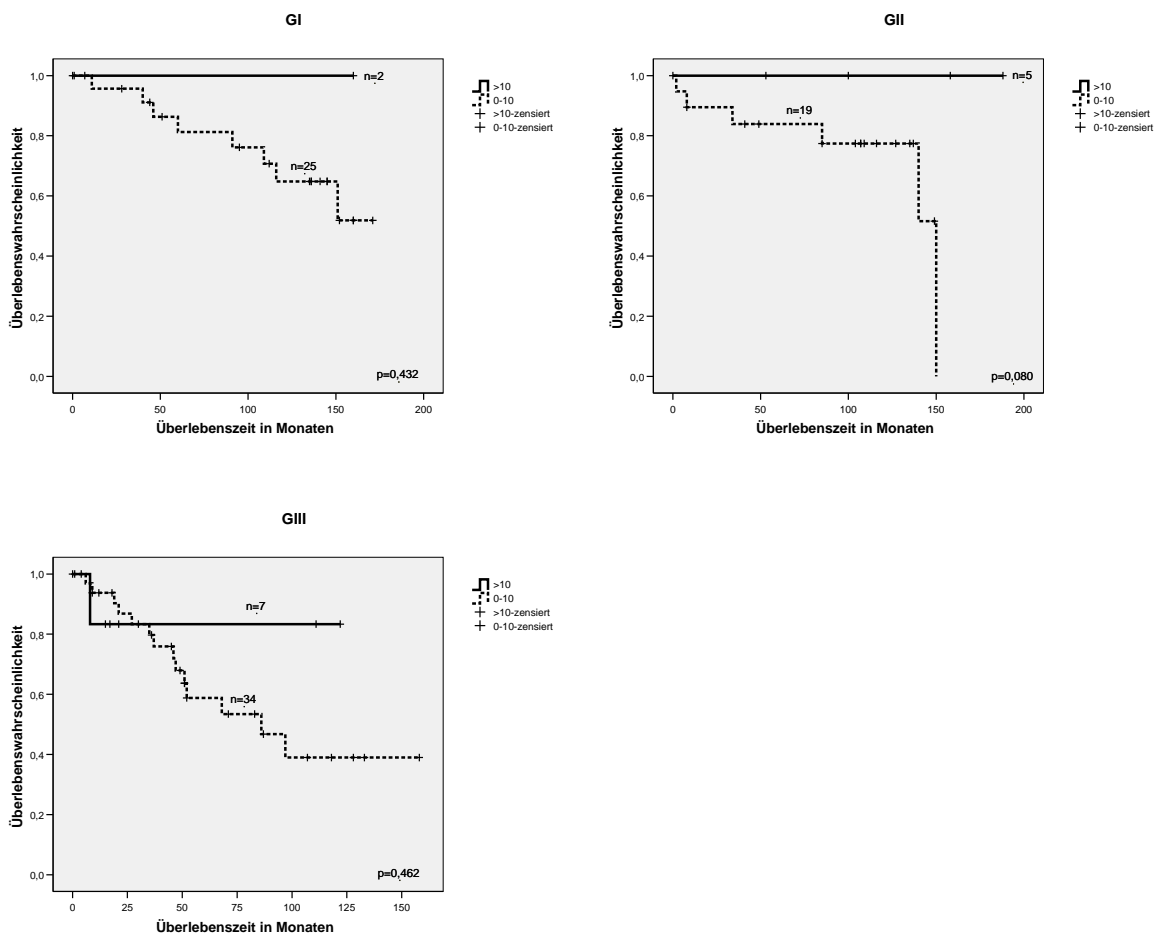 GI
1,0
0,8
0,6
0,4
0,2
0,0
Überlebenswahrscheinlichkeit
n=2
n=25
p=0,432
0 50 100 150 200
Überlebenszeit in Monaten
>10
0-10
>10-zensiert
0-10-zensiert
GII
1,0
0,8
0,6
0,4
0,2
0,0
Überlebenswahrscheinlichkeit
n=5
n=19
p=0,080
0 50 100 150 200
Überlebenszeit in Monaten
>10
0-10
>10-zensiert
0-10-zensiert
GIII
1,0
0,8
0,6
0,4
0,2
0,0
Überlebenswahrscheinlichkeit
n=7
n=34
p=0,462
0 25 50 75 100 125 150
Überlebenszeit in Monaten
>10
0-10
>10-zensiert
0-10-zensiert